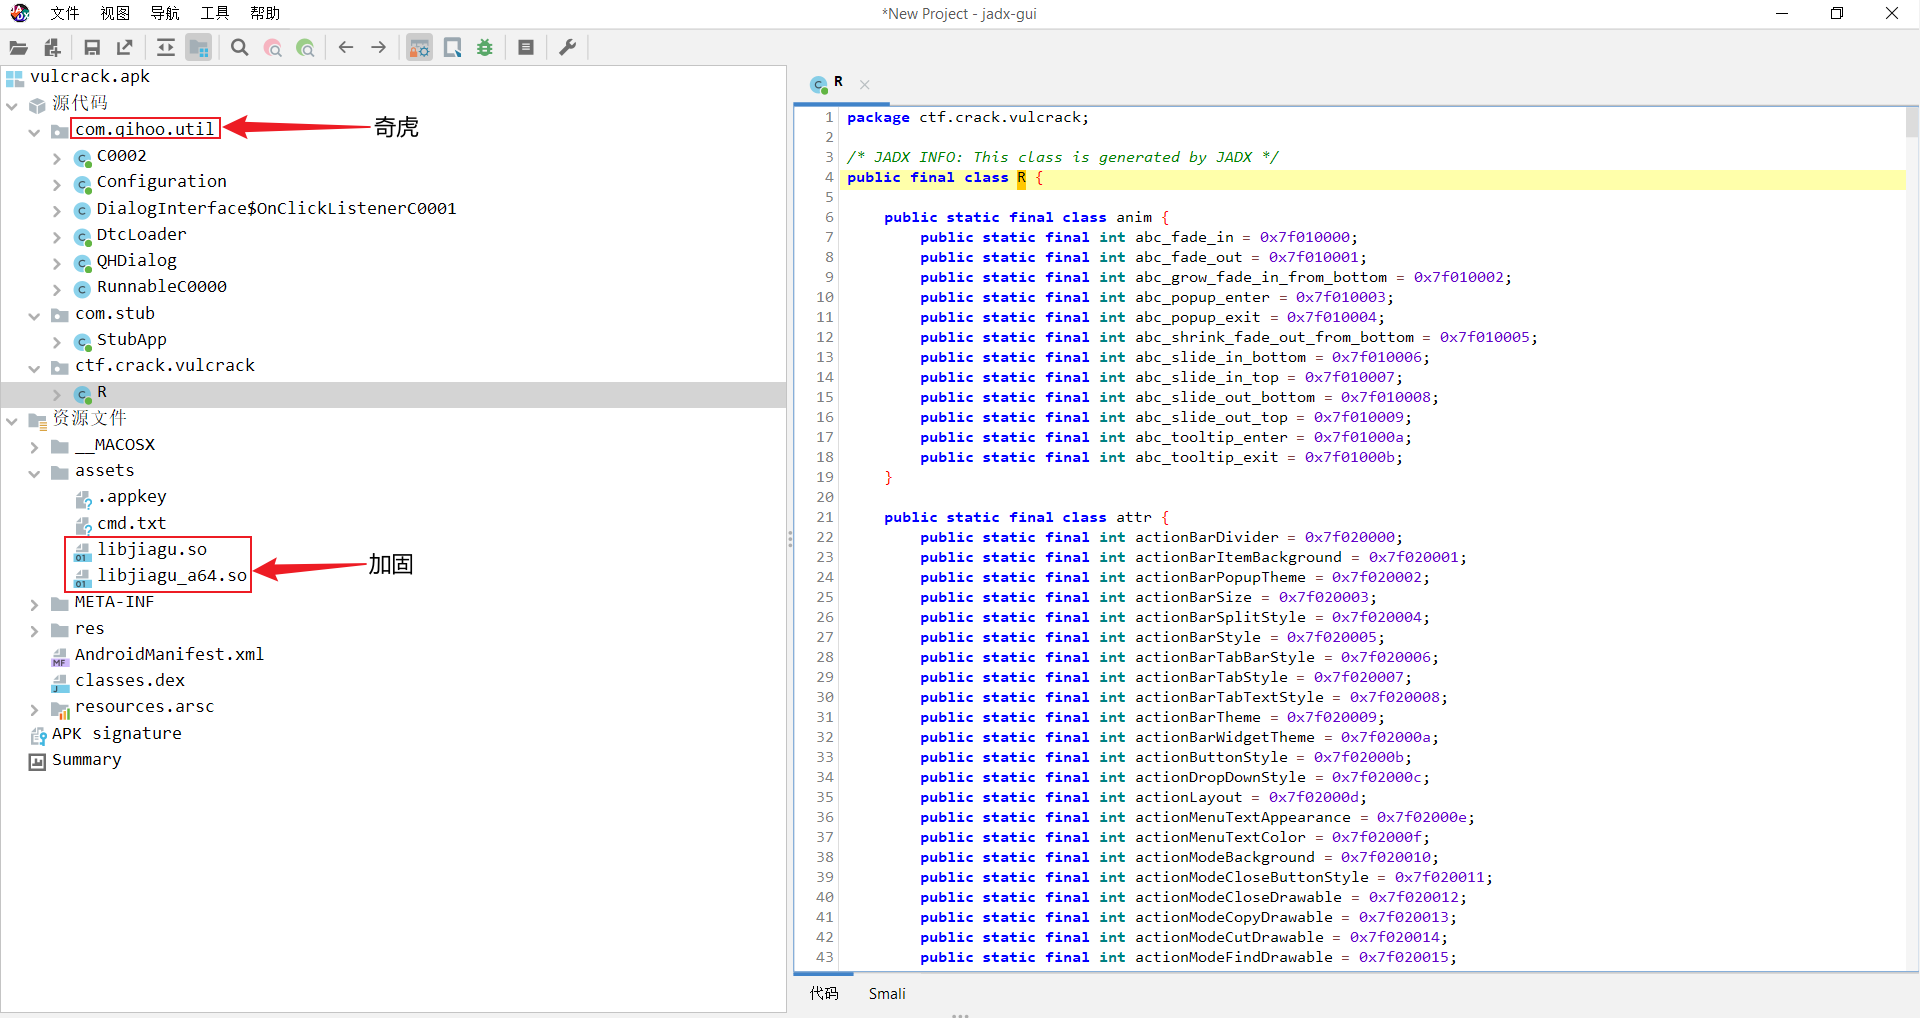 文件 视图 导航 工具 帮助
*New Project - jadx-gui
vulcrack.apk
源代码
com.qihoo.util
奇虎
C0002
Configuration
DialogInterface$OnClickListenerC0001
DtcLoader
QHDialog
RunnableC0000
com.stub
StubApp
ctf.crack.vulcrack
R
资源文件
__MACOSX
assets
.appkey
cmd.txt
libjiagu.so
libjiagu_a64.so
加固
META-INF
res
AndroidManifest.xml
classes.dex
resources.arsc
APK signature
Summary
R
1 package ctf.crack.vulcrack;
2
3 /* JADX INFO: This class is generated by JADX */
4 public final class R {
5
6 public static final class anim {
7 public static final int abc_fade_in = 0x7f010000;
8 public static final int abc_fade_out = 0x7f010001;
9 public static final int abc_grow_fade_in_from_bottom = 0x7f010002;
10 public static final int abc_popup_enter = 0x7f010003;
11 public static final int abc_popup_exit = 0x7f010004;
12 public static final int abc_shrink_fade_out_from_bottom = 0x7f010005;
13 public static final int abc_slide_in_bottom = 0x7f010006;
14 public static final int abc_slide_in_top = 0x7f010007;
15 public static final int abc_slide_out_bottom = 0x7f010008;
16 public static final int abc_slide_out_top = 0x7f010009;
17 public static final int abc_tooltip_enter = 0x7f01000a;
18 public static final int abc_tooltip_exit = 0x7f01000b;
19 }
20
21 public static final class attr {
22 public static final int actionBarDivider = 0x7f020000;
23 public static final int actionBarItemBackground = 0x7f020001;
24 public static final int actionBarPopupTheme = 0x7f020002;
25 public static final int actionBarSize = 0x7f020003;
26 public static final int actionBarSplitStyle = 0x7f020004;
27 public static final int actionBarStyle = 0x7f020005;
28 public static final int actionBarTabBarStyle = 0x7f020006;
29 public static final int actionBarTabStyle = 0x7f020007;
30 public static final int actionBarTabTextStyle = 0x7f020008;
31 public static final int actionBarTheme = 0x7f020009;
32 public static final int actionBarWidgetTheme = 0x7f02000a;
33 public static final int actionButtonStyle = 0x7f02000b;
34 public static final int actionDropDownStyle = 0x7f02000c;
35 public static final int actionLayout = 0x7f02000d;
36 public static final int actionMenuTextAppearance = 0x7f02000e;
37 public static final int actionMenuTextColor = 0x7f02000f;
38 public static final int actionModeBackground = 0x7f020010;
39 public static final int actionModeCloseButtonStyle = 0x7f020011;
40 public static final int actionModeCloseDrawable = 0x7f020012;
41 public static final int actionModeCopyDrawable = 0x7f020013;
42 public static final int actionModeCutDrawable = 0x7f020014;
43 public static final int actionModeFindDrawable = 0x7f020015;
代码 Smali